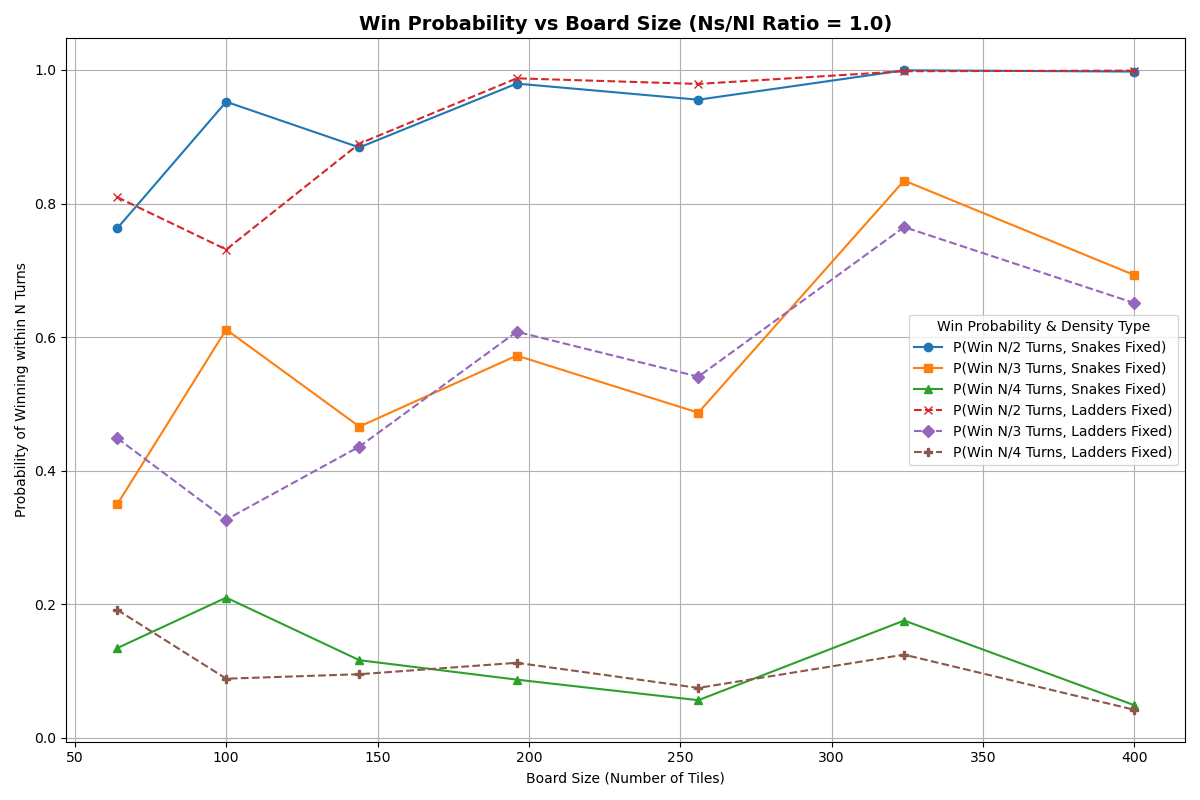 Win Probability vs Board Size (Ns/Nl Ratio = 1.0)
Probability of Winning within N Turns
1.0
0.8
0.6
0.4
0.2
0.0
Win Probability & Density Type
P(Win N/2 Turns, Snakes Fixed)
P(Win N/3 Turns, Snakes Fixed)
P(Win N/4 Turns, Snakes Fixed)
P(Win N/2 Turns, Ladders Fixed)
P(Win N/3 Turns, Ladders Fixed)
P(Win N/4 Turns, Ladders Fixed)
50 100 150 200 250 300 350 400
Board Size (Number of Tiles)